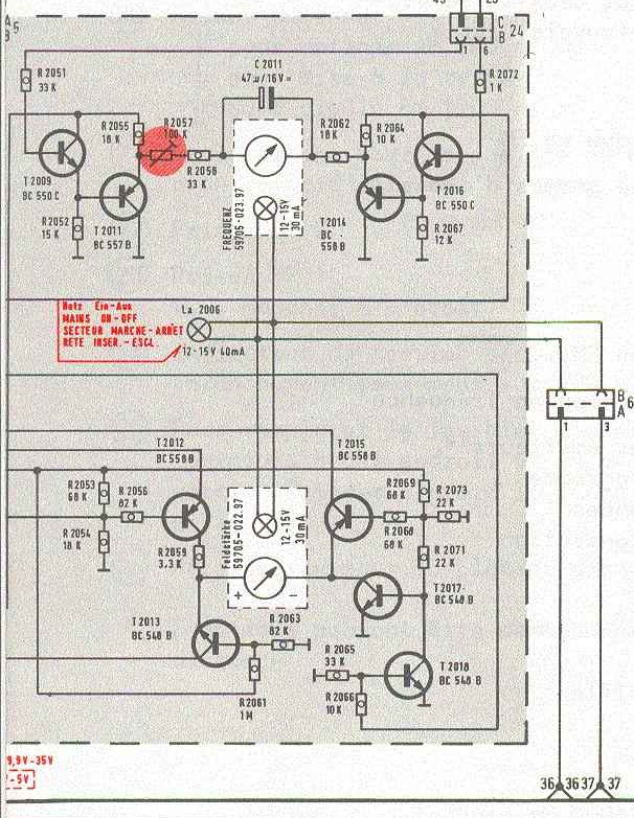 A 5
B
C 24
B
1 6
R 2051
33 K
C 2011
47 µ/16V =
R 2072
1 K
R 2055
18 K
R 2057
100 K
R 2062
18 K
R 2064
10 K
R 2058
33 K
T 2009
BC 550 C
T 2016
BC 550 C
R 2052
15 K
T 2011
BC 557 B
FREQUENZ
59705-023.97
12-15V
30 mA
T 2014
BC
558 B
R 2067
12 K
Netz Ein-Aus
MAINS ON-OFF
SECTEUR MARCHE-ARRET
RETE INSER.-ESCL.
La 2006
12-15V 40mA
B 6
A
1 3
T 2012
BC 558 B
T 2015
BC 558 B
R 2053
68 K
R 2056
82 K
R 2069
68 K
R 2073
22 K
R 2054
18 K
R 2059
3.3 K
Feldstärke
59705-022.97
12-15V
30 mA
R 2068
68 K
R 2071
22 K
+ -
T 2017
BC 548 B
T 2013
BC 548 B
R 2063
82 K
R 2065
33 K
T 2018
BC 548 B
R 2061
1 M
R 2066
10 K
9,9V-35V
-5V
36 36 37 37